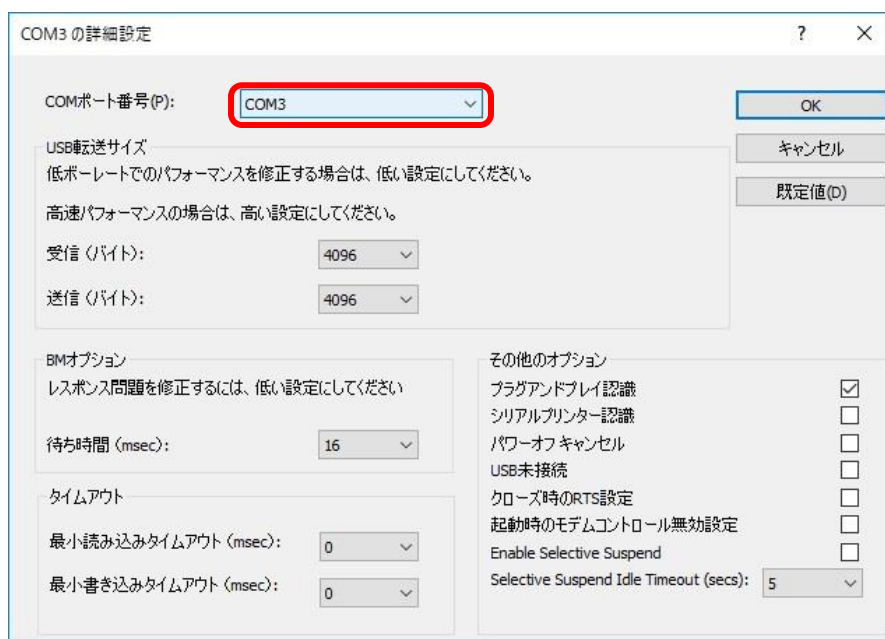 COM3 の詳細設定
COMポート番号(P):
COM3
OK
キャンセル
既定値(D)
USB転送サイズ
低ボーレートでのパフォーマンスを修正する場合は、低い設定にしてください。
高速パフォーマンスの場合は、高い設定にしてください。
受信 (バイト):
4096
送信 (バイト):
4096
BMオプション
レスポンス問題を修正するには、低い設定にしてください
待ち時間 (msec):
16
タイムアウト
最小読み込みタイムアウト (msec):
0
最小書き込みタイムアウト (msec):
0
その他のオプション
プラグアンドプレイ認識
シリアルプリンター認識
パワーオフ キャンセル
USB未接続
クローズ時のRTS設定
起動時のモデムコントロール無効設定
Enable Selective Suspend
Selective Suspend Idle Timeout (secs):
5